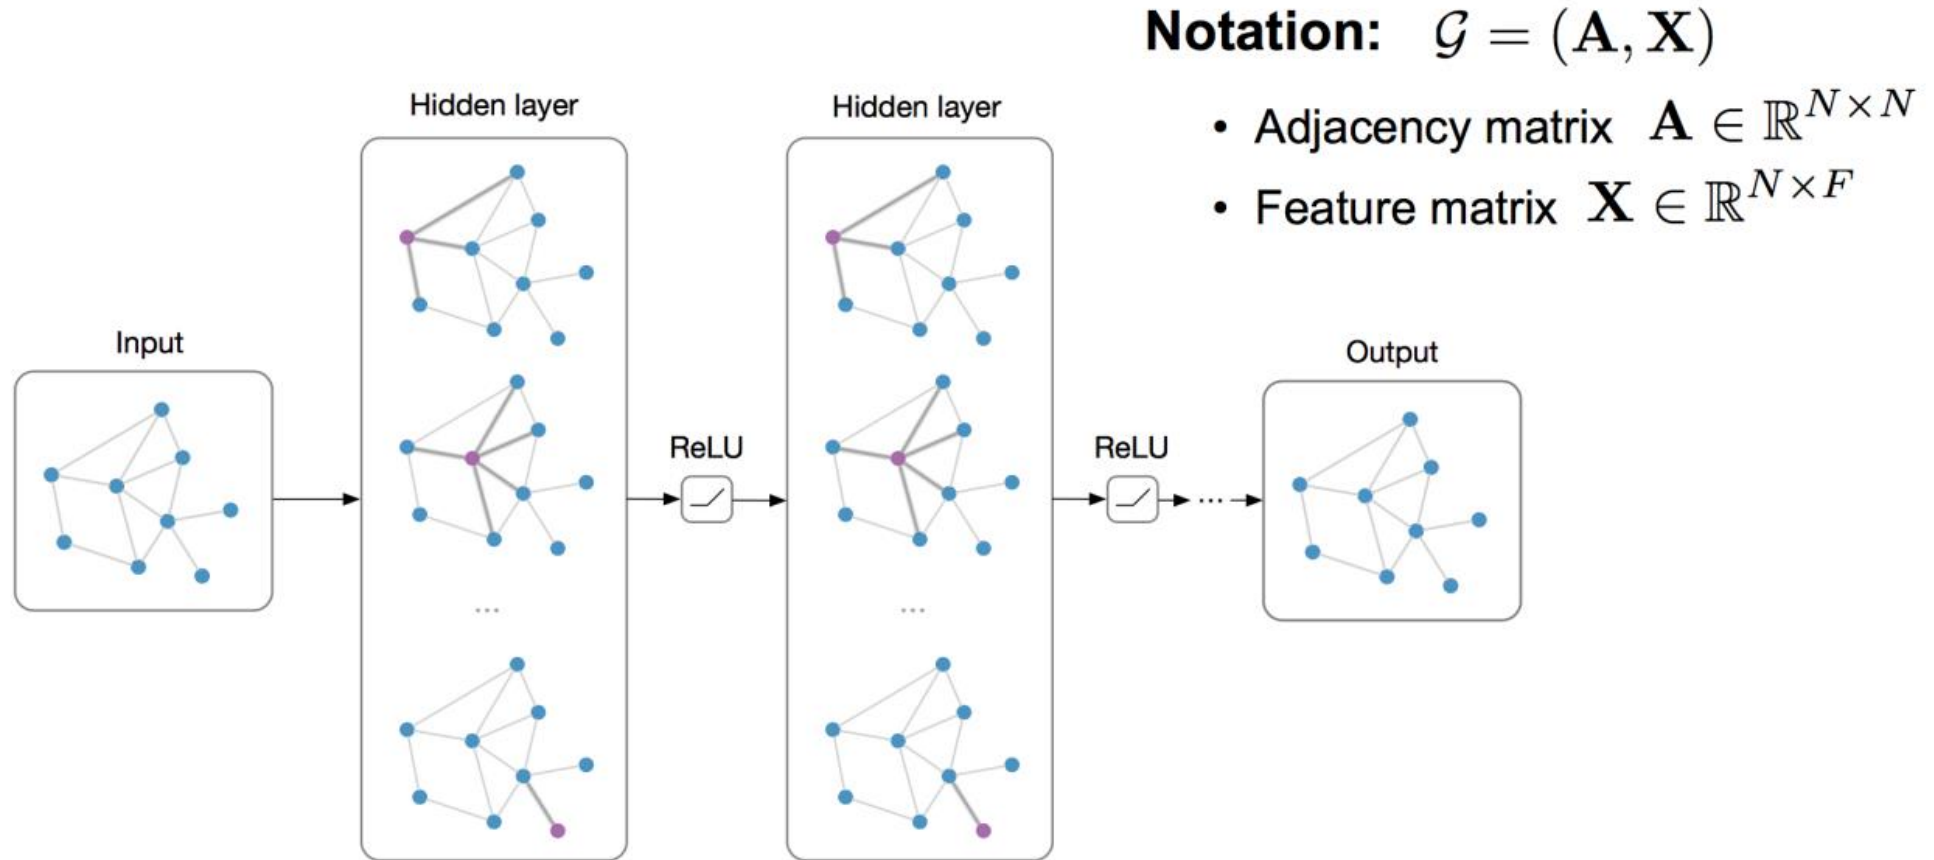 Notation: 𝒢 = (𝐀, 𝐗)
• Adjacency matrix 𝐀 ∈ ℝ^{N×N}
• Feature matrix 𝐗 ∈ ℝ^{N×F}
Hidden layer
Hidden layer
Input
Output
ReLU
ReLU
...
...
...